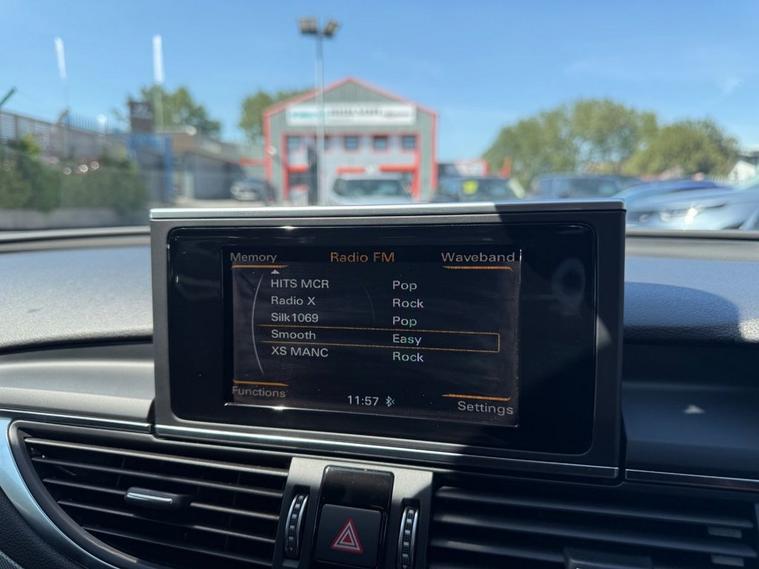 Memory Radio FM Waveband
HITS MCR Pop
Radio X Rock
Silk1069 Pop
Smooth Easy
XS MANC Rock
Functions 11:57 Settings